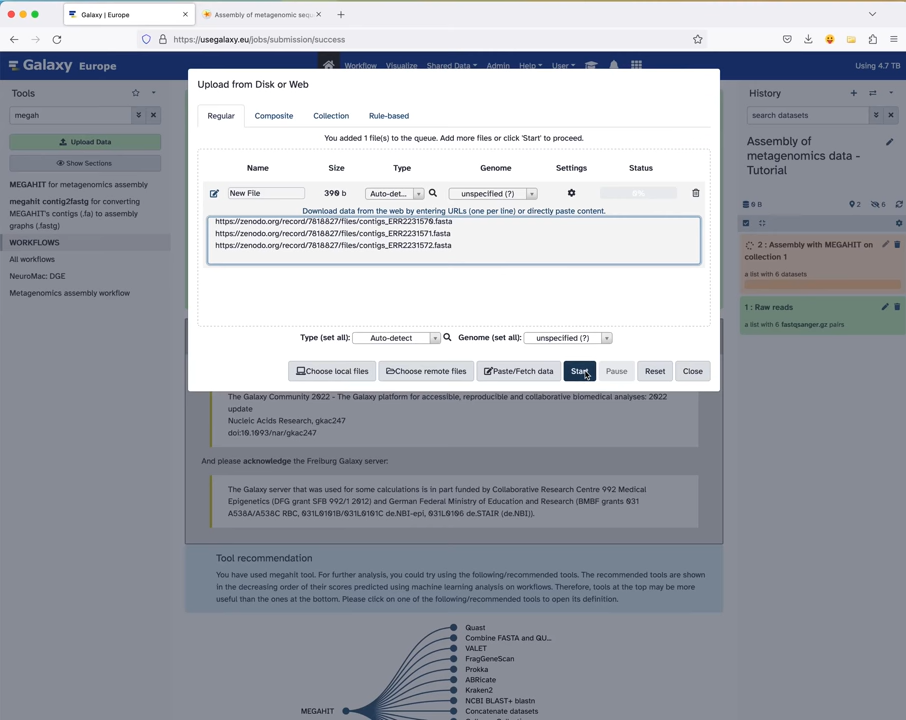 Galaxy | Europe
Assembly of metagenomic sequ
https://usegalaxy.eu/jobs/submission/success
Galaxy Europe
Workflow Visualize Shared Data Admin Help User
Using 4.7 TB
Tools
megah
Upload Data
Show Sections
MEGAHIT for metagenomics assembly
megahit contig2fastg for converting
MEGAHIT's contigs (.fa) to assembly
graphs (.fastg)
WORKFLOWS
All workflows
NeuroMac: DGE
Metagenomics assembly workflow
Upload from Disk or Web
Regular Composite Collection Rule-based
You added 1 file(s) to the queue. Add more files or click 'Start' to proceed.
Name Size Type Genome Settings Status
New File 390 b Auto-det... unspecified (?) 0%
Download data from the web by entering URLs (one per line) or directly paste content.
https://zenodo.org/record/7818827/files/contigs_ERR2231570.fasta
https://zenodo.org/record/7818827/files/contigs_ERR2231571.fasta
https://zenodo.org/record/7818827/files/contigs_ERR2231572.fasta
Type (set all): Auto-detect Genome (set all): unspecified (?)
Choose local files Choose remote files Paste/Fetch data Start Pause Reset Close
The Galaxy Community 2022 - The Galaxy platform for accessible, reproducible and collaborative biomedical analyses: 2022
update
Nucleic Acids Research, gkac247
doi:10.1093/nar/gkac247
And please acknowledge the Freiburg Galaxy server:
The Galaxy server that was used for some calculations is in part funded by Collaborative Research Centre 992 Medical
Epigenetics (DFG grant SFB 992/1 2012) and German Federal Ministry of Education and Research (BMBF grants 031
A538A/A538C RBC, 031L0101B/031L0101C de.NBI-epi, 031L0106 de.STAIR (de.NBI)).
Tool recommendation
You have used megahit tool. For further analysis, you could try using the following/recommended tools. The recommended tools are shown
in the decreasing order of their scores predicted using machine learning analysis on workflows. Therefore, tools at the top may be more
useful than the ones at the bottom. Please click on one of the following/recommended tools to open its definition.
MEGAHIT
Quast
Combine FASTA and QU...
VALET
FragGeneScan
Prokka
ABRicate
Kraken2
NCBI BLAST+ blastn
Concatenate datasets
History
search datasets
Assembly of
metagenomics data -
Tutorial
0 B 2 6
2 : Assembly with MEGAHIT on
collection 1
a list with 6 datasets
1 : Raw reads
a list with 6 fastqsanger.gz pairs